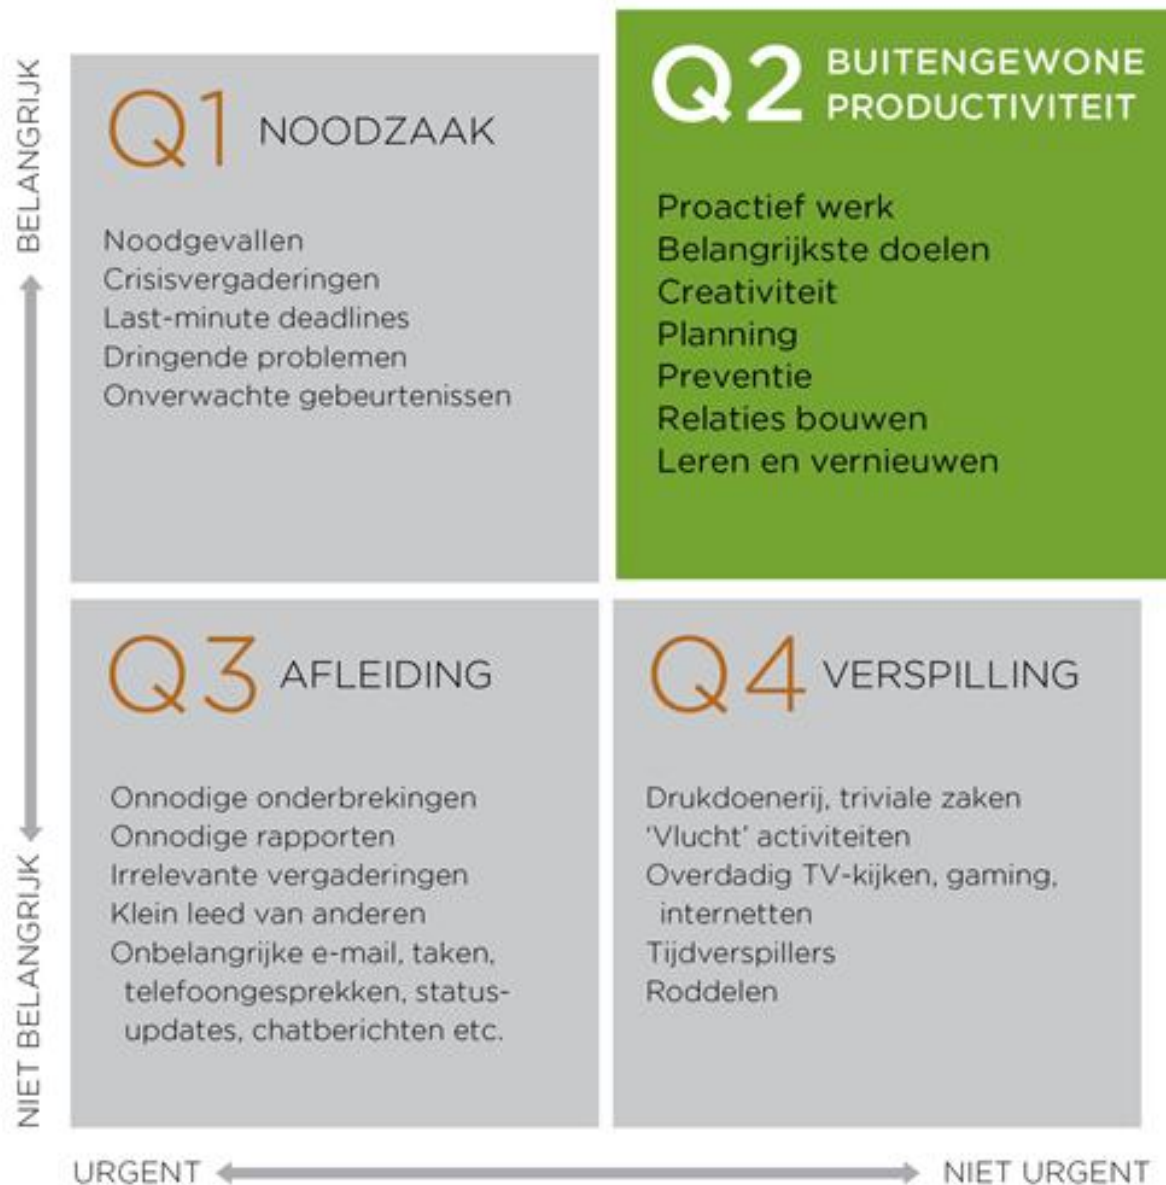 BELANGRIJK
Q1 NOODZAAK
Noodgevallen
Crisisvergaderingen
Last-minute deadlines
Dringende problemen
Onverwachte gebeurtenissen
Q2 BUITENGEWONE
PRODUCTIVITEIT
Proactief werk
Belangrijkste doelen
Creativiteit
Planning
Preventie
Relaties bouwen
Leren en vernieuwen
NIET BELANGRIJK
Q3 AFLEIDING
Onnodige onderbrekingen
Onnodige rapporten
Irrelevante vergaderingen
Klein leed van anderen
Onbelangrijke e-mail, taken,
telefoongesprekken, status-
updates, chatberichten etc.
Q4 VERSPILLING
Drukdoenerij, triviale zaken
‘Vlucht’ activiteiten
Overdadig TV-kijken, gaming,
internetten
Tijdverspillers
Roddelen
URGENT
NIET URGENT